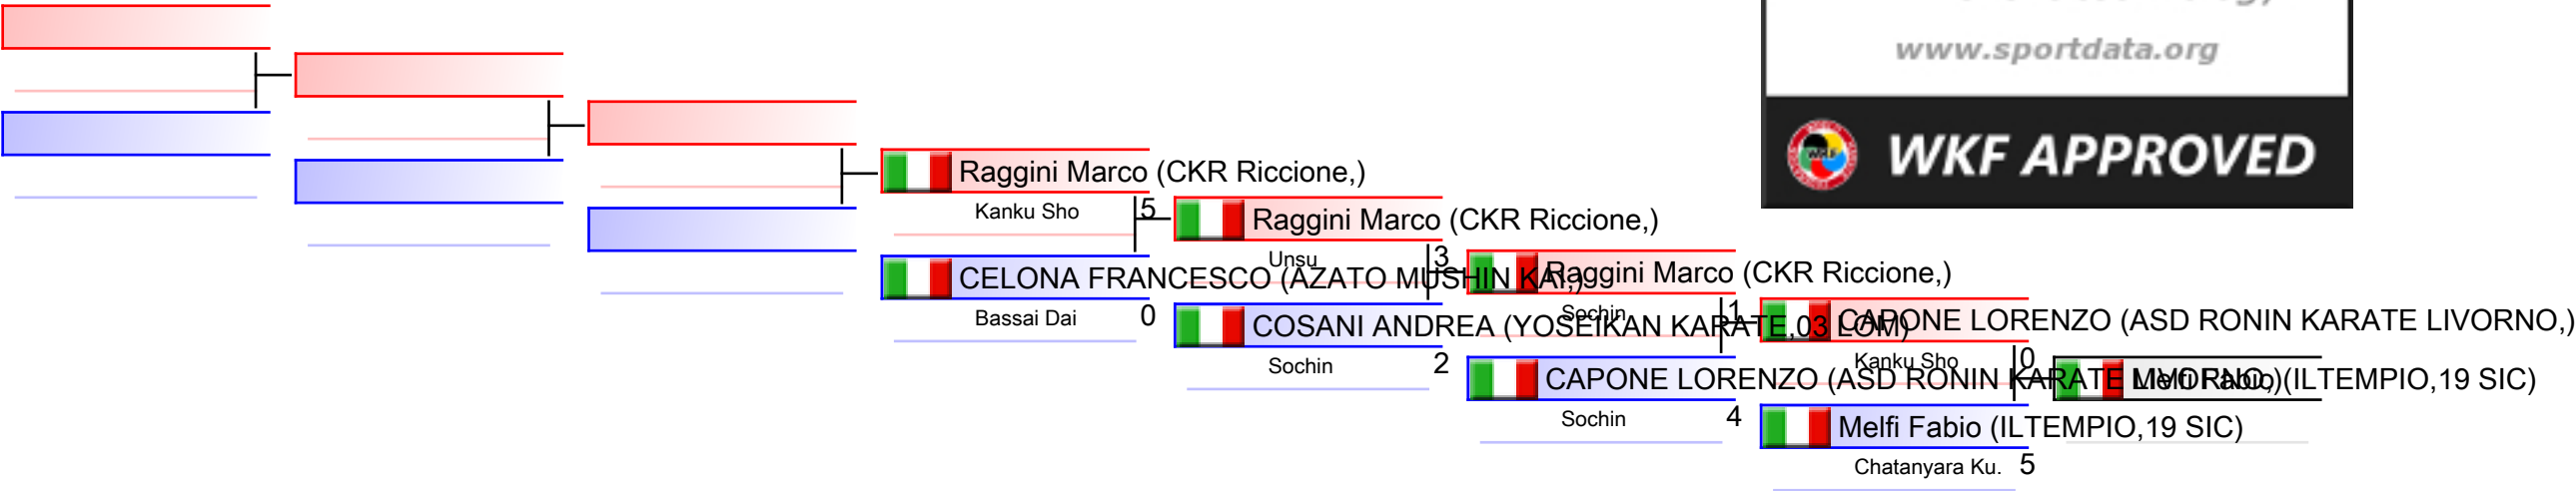 www.sportdata.org
WKF APPROVED
Raggini Marco (CKR Riccione,)
Kanku Sho
5
CELONA FRANCESCO (AZATO MUSHIN KAI,)
Bassai Dai
0
Raggini Marco (CKR Riccione,)
Unsu
3
COSANI ANDREA (YOSEIKAN KARATE,03 LOM)
Sochin
2
Raggini Marco (CKR Riccione,)
Sochin
1
CAPONE LORENZO (ASD RONIN KARATE LIVORNO,)
Sochin
4
CAPONE LORENZO (ASD RONIN KARATE LIVORNO,)
Kanku Sho
0
Melfi Fabio (ILTEMPIO,19 SIC)
Chatanyara Ku.
5
Melfi Fabio (ILTEMPIO,19 SIC)